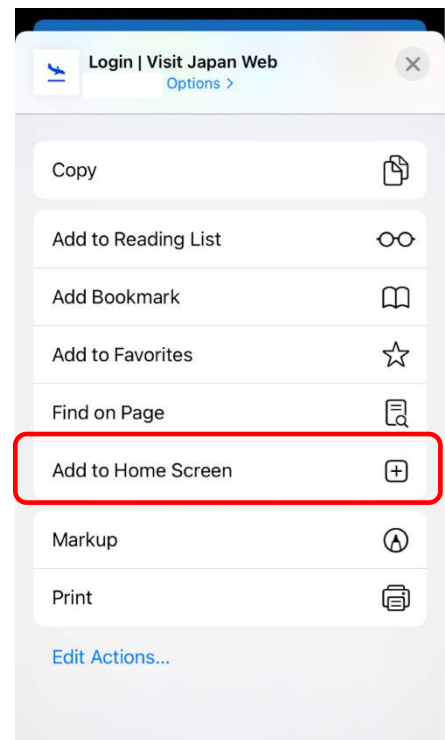 Login | Visit Japan Web
Options >
Copy
Add to Reading List
Add Bookmark
Add to Favorites
Find on Page
Add to Home Screen
Markup
Print
Edit Actions...